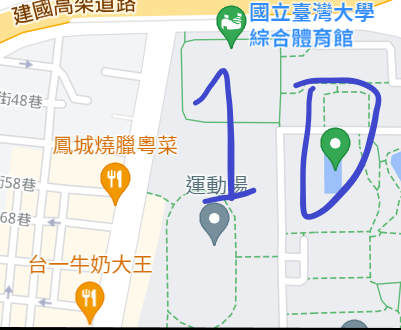 建國高架道路
國立臺灣大學
綜合體育館
街48巷
鳳城燒臘粵菜
街58巷
運動場
68巷
台一牛奶大王
10